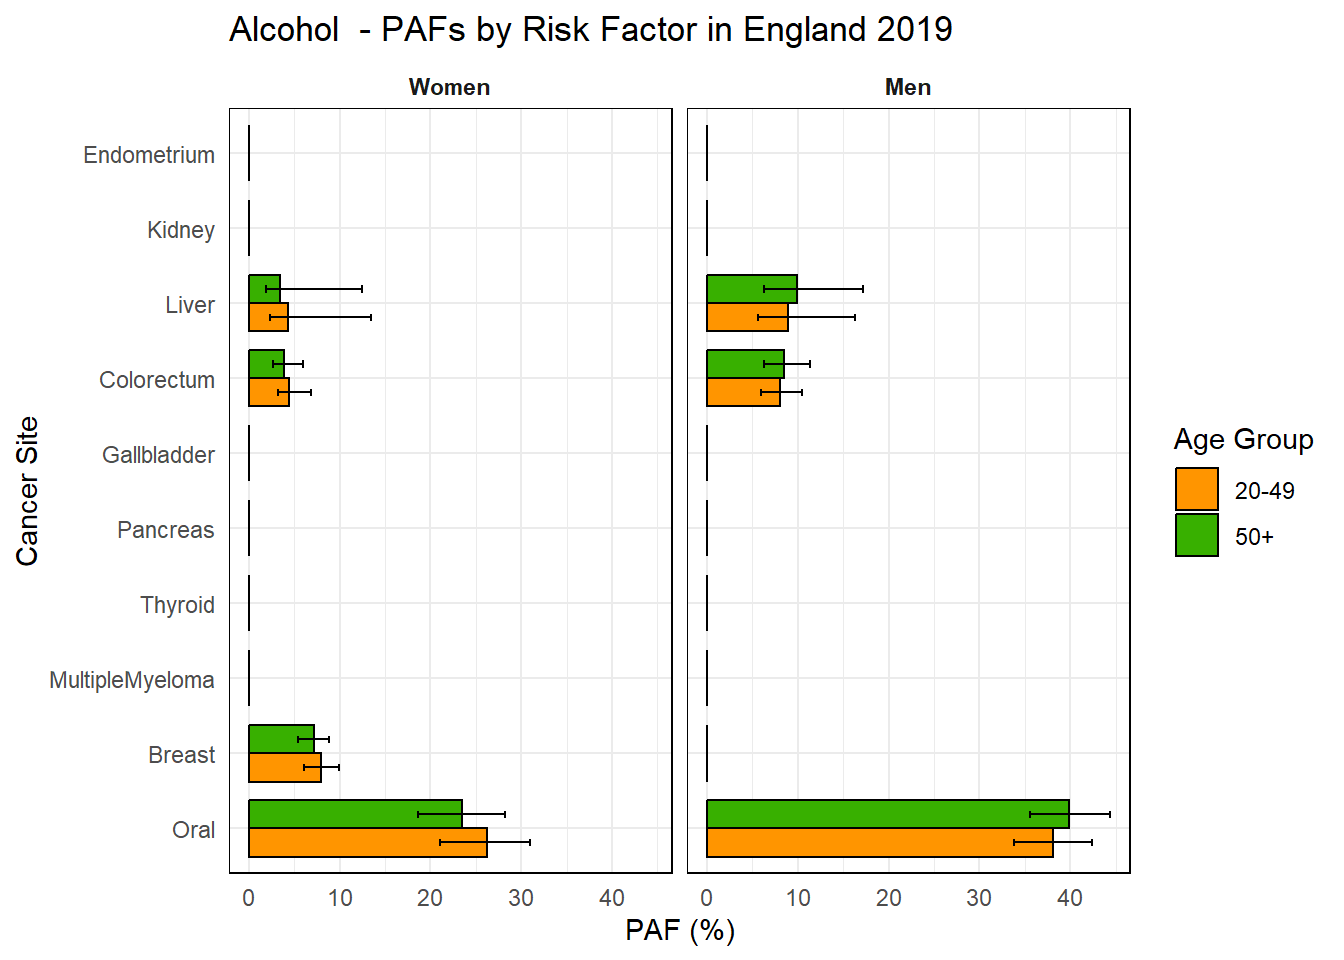 Alcohol  - PAFs by Risk Factor in England 2019
Women
Men
Endometrium
Kidney
Liver
Colorectum
Gallbladder
Pancreas
Thyroid
MultipleMyeloma
Breast
Oral
Cancer Site
0 10 20 30 40
0 10 20 30 40
PAF (%)
Age Group
20-49
50+